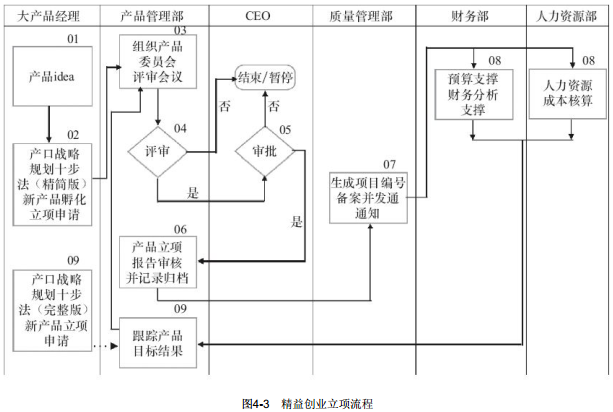 大产品经理
产品管理部
CEO
质量管理部
财务部
人力资源部
01
产品idea
02
产口战略
规划十步
法（精简版）
新产品孵化
立项申请
09
产口战略
规划十步
法（完整版）
新产品立项
申请
03
组织产品
委员会
评审会议
04
评审
否
是
06
产品立项
报告审核
并记录归档
09
跟踪产品
目标结果
结束/暂停
否
05
审批
是
07
生成项目编号
备案并发通
通知
08
预算支撑
财务分析
支撑
08
人力资源
成本核算
图4-3 精益创业立项流程